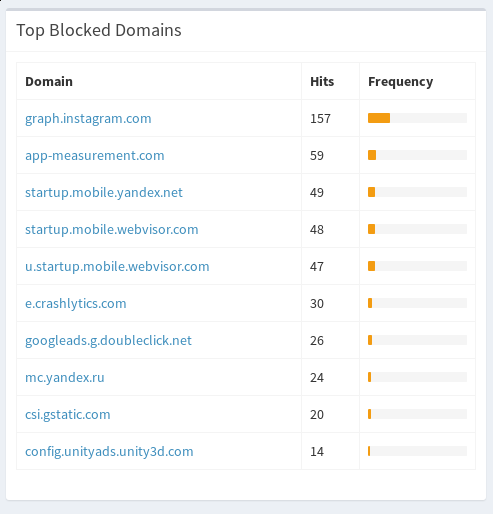 Top Blocked Domains
Domain Hits Frequency
graph.instagram.com 157
app-measurement.com 59
startup.mobile.yandex.net 49
startup.mobile.webvisor.com 48
u.startup.mobile.webvisor.com 47
e.crashlytics.com 30
googleads.g.doubleclick.net 26
mc.yandex.ru 24
csi.gstatic.com 20
config.unityads.unity3d.com 14